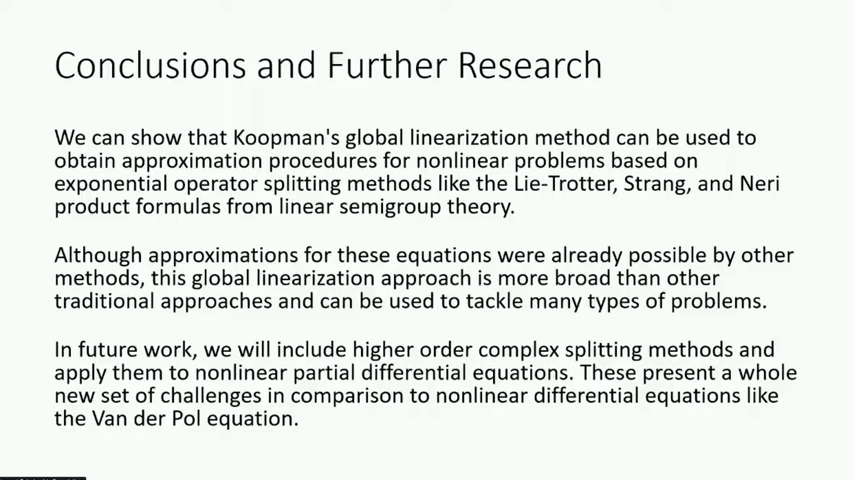 Conclusions and Further Research
We can show that Koopman's global linearization method can be used to
obtain approximation procedures for nonlinear problems based on
exponential operator splitting methods like the Lie-Trotter, Strang, and Neri
product formulas from linear semigroup theory.
Although approximations for these equations were already possible by other
methods, this global linearization approach is more broad than other
traditional approaches and can be used to tackle many types of problems.
In future work, we will include higher order complex splitting methods and
apply them to nonlinear partial differential equations. These present a whole
new set of challenges in comparison to nonlinear differential equations like
the Van der Pol equation.